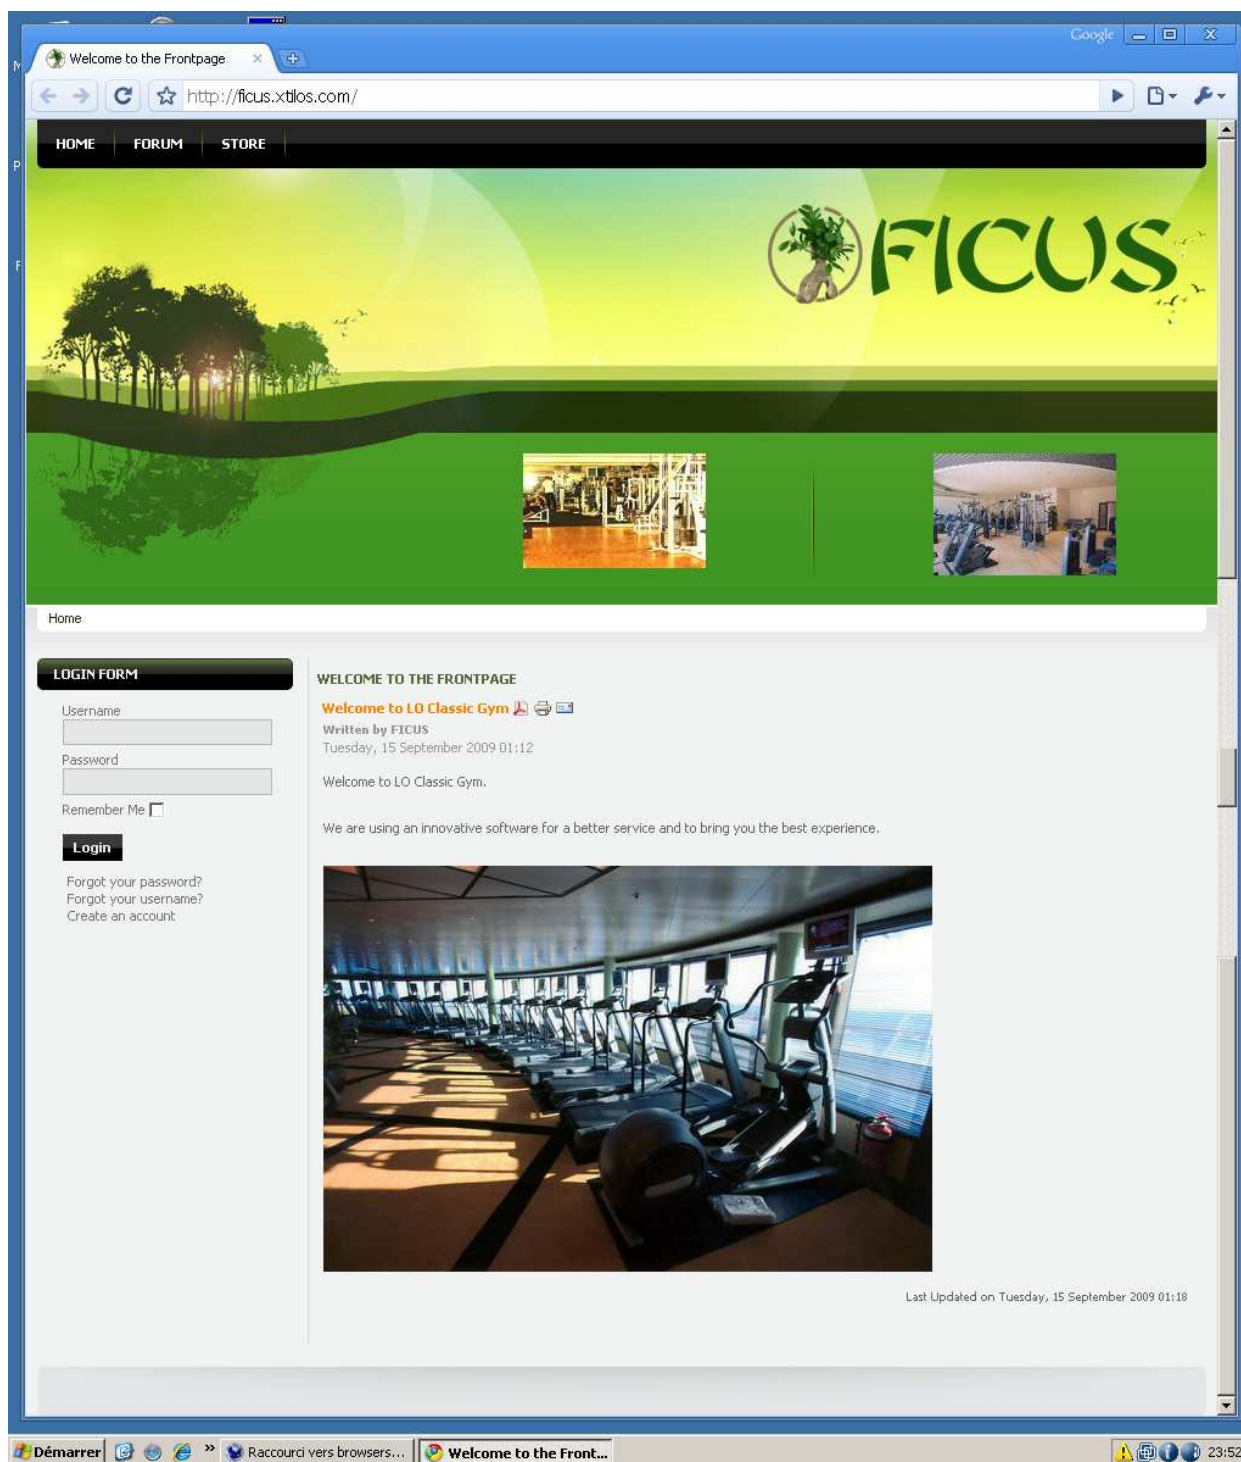 Google
Welcome to the Frontpage
http://ficus.xtilos.com/
HOME FORUM STORE
FICUS
Home
LOGIN FORM
Username
Password
Remember Me
Login
Forgot your password?
Forgot your username?
Create an account
WELCOME TO THE FRONTPAGE
Welcome to LO Classic Gym
Written by FICUS
Tuesday, 15 September 2009 01:12
Welcome to LO Classic Gym.
We are using an innovative software for a better service and to bring you the best experience.
Last Updated on Tuesday, 15 September 2009 01:18
Démarrer » Raccourci vers browsers... Welcome to the Front... 23:52